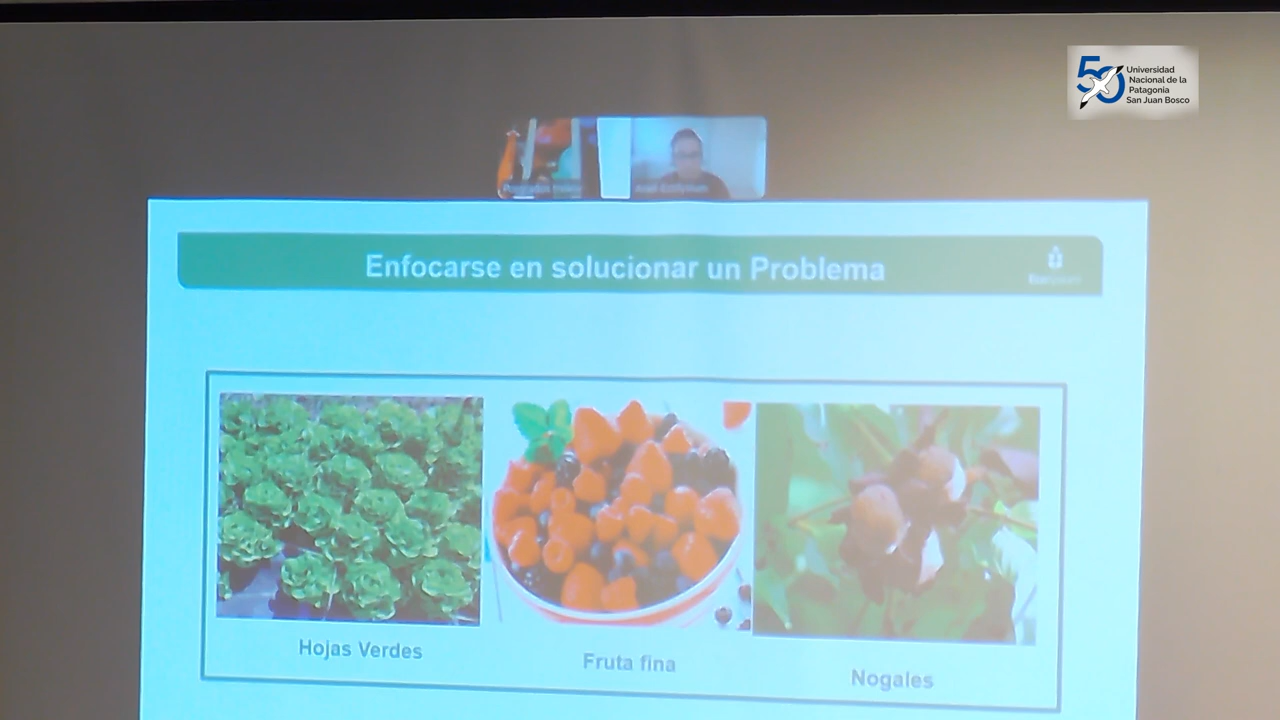 50
Universidad
Nacional de la
Patagonia
San Juan Bosco
Enfocarse en solucionar un Problema
Hojas Verdes
Fruta fina
Nogales